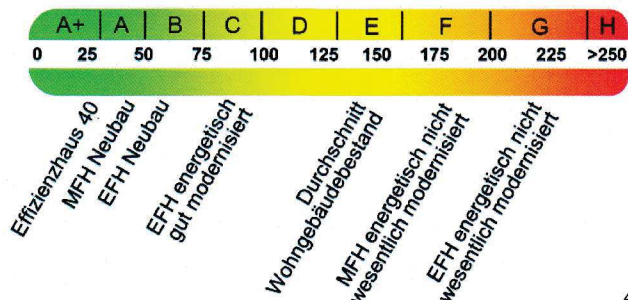 A+ A B C D E F G H
0 25 50 75 100 125 150 175 200 225 >250
Effizienzhaus 40
MFH Neubau
EFH Neubau
EFH energetisch
gut modernisiert
Durchschnitt
Wohngebäudebestand
MFH energetisch nicht
wesentlich modernisiert
EFH energetisch nicht
wesentlich modernisiert